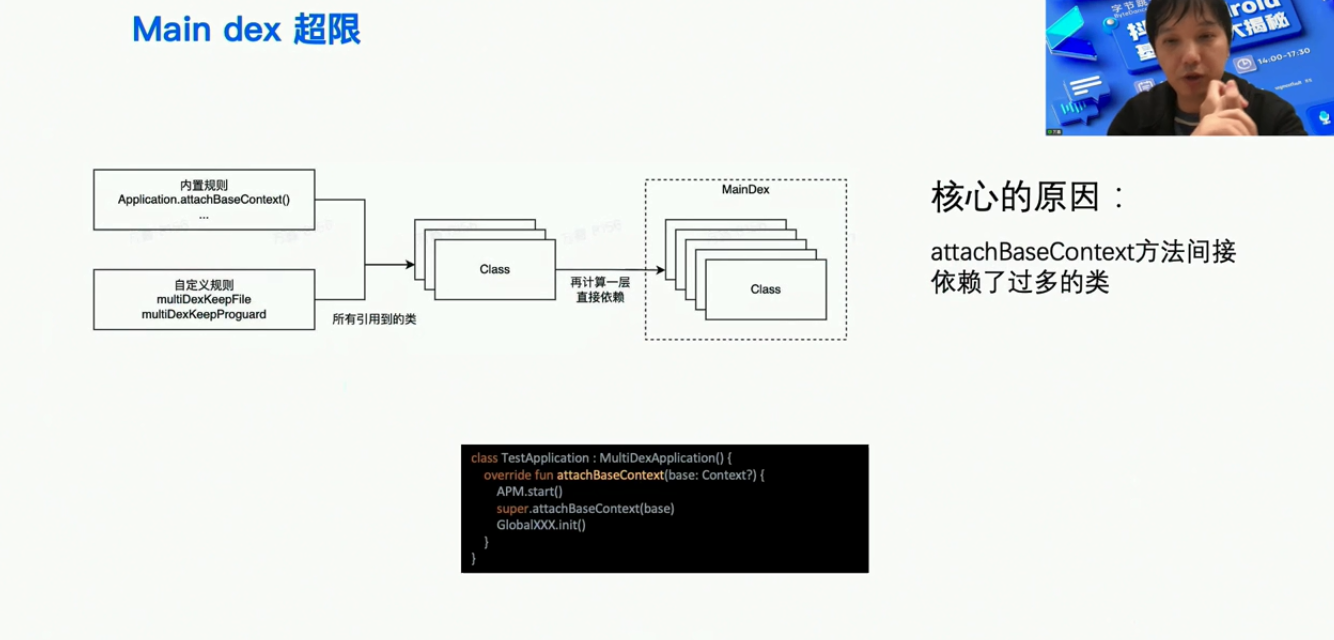 Main dex 超限
字节跳
14:00-17:30
大揭秘
内置规则
Application.attachBaseContext()
...
自定义规则
multiDexKeepFile
multiDexKeepProguard
所有引用到的类
Class
再计算一层
直接依赖
MainDex
Class
核心的原因：
attachBaseContext方法间接
依赖了过多的类
class TestApplication : MultiDexApplication() {
override fun attachBaseContext(base: Context?) {
APM.start()
super.attachBaseContext(base)
GlobalXXX.init()
}
}